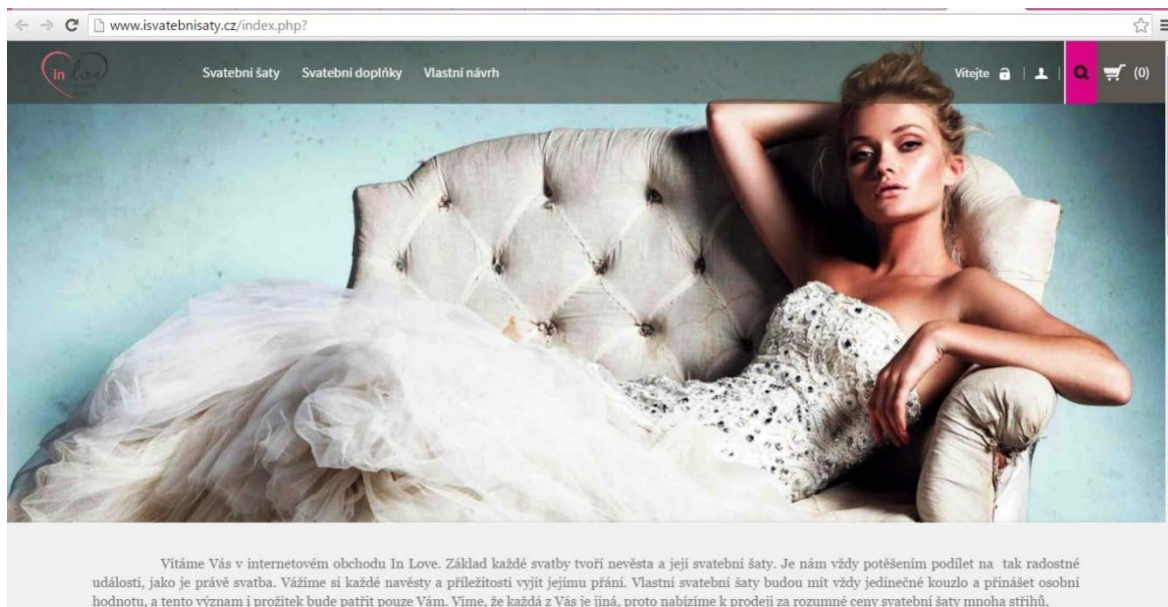 www.isvatebnisaty.cz/index.php?
in love
Svatební šaty Svatební doplňky Vlastní návrh Vítejte (0)
Vítáme Vás v internetovém obchodu In Love. Základ každé svatby tvoří nevěsta a její svatební šaty. Je nám vždy potěšením podílet na tak radostné
události, jako je právě svatba. Vážíme si každé navěsty a příležitosti vyjít jejímu přání. Vlastní svatební šaty budou mít vždy jedinečné kouzlo a přinášet osobní
hodnotu, a tento význam i prožitek bude patřit pouze Vám. Víme, že každá z Vás je jiná, proto nabízíme k prodeji za rozumné ceny svatební šaty mnoha střihů,